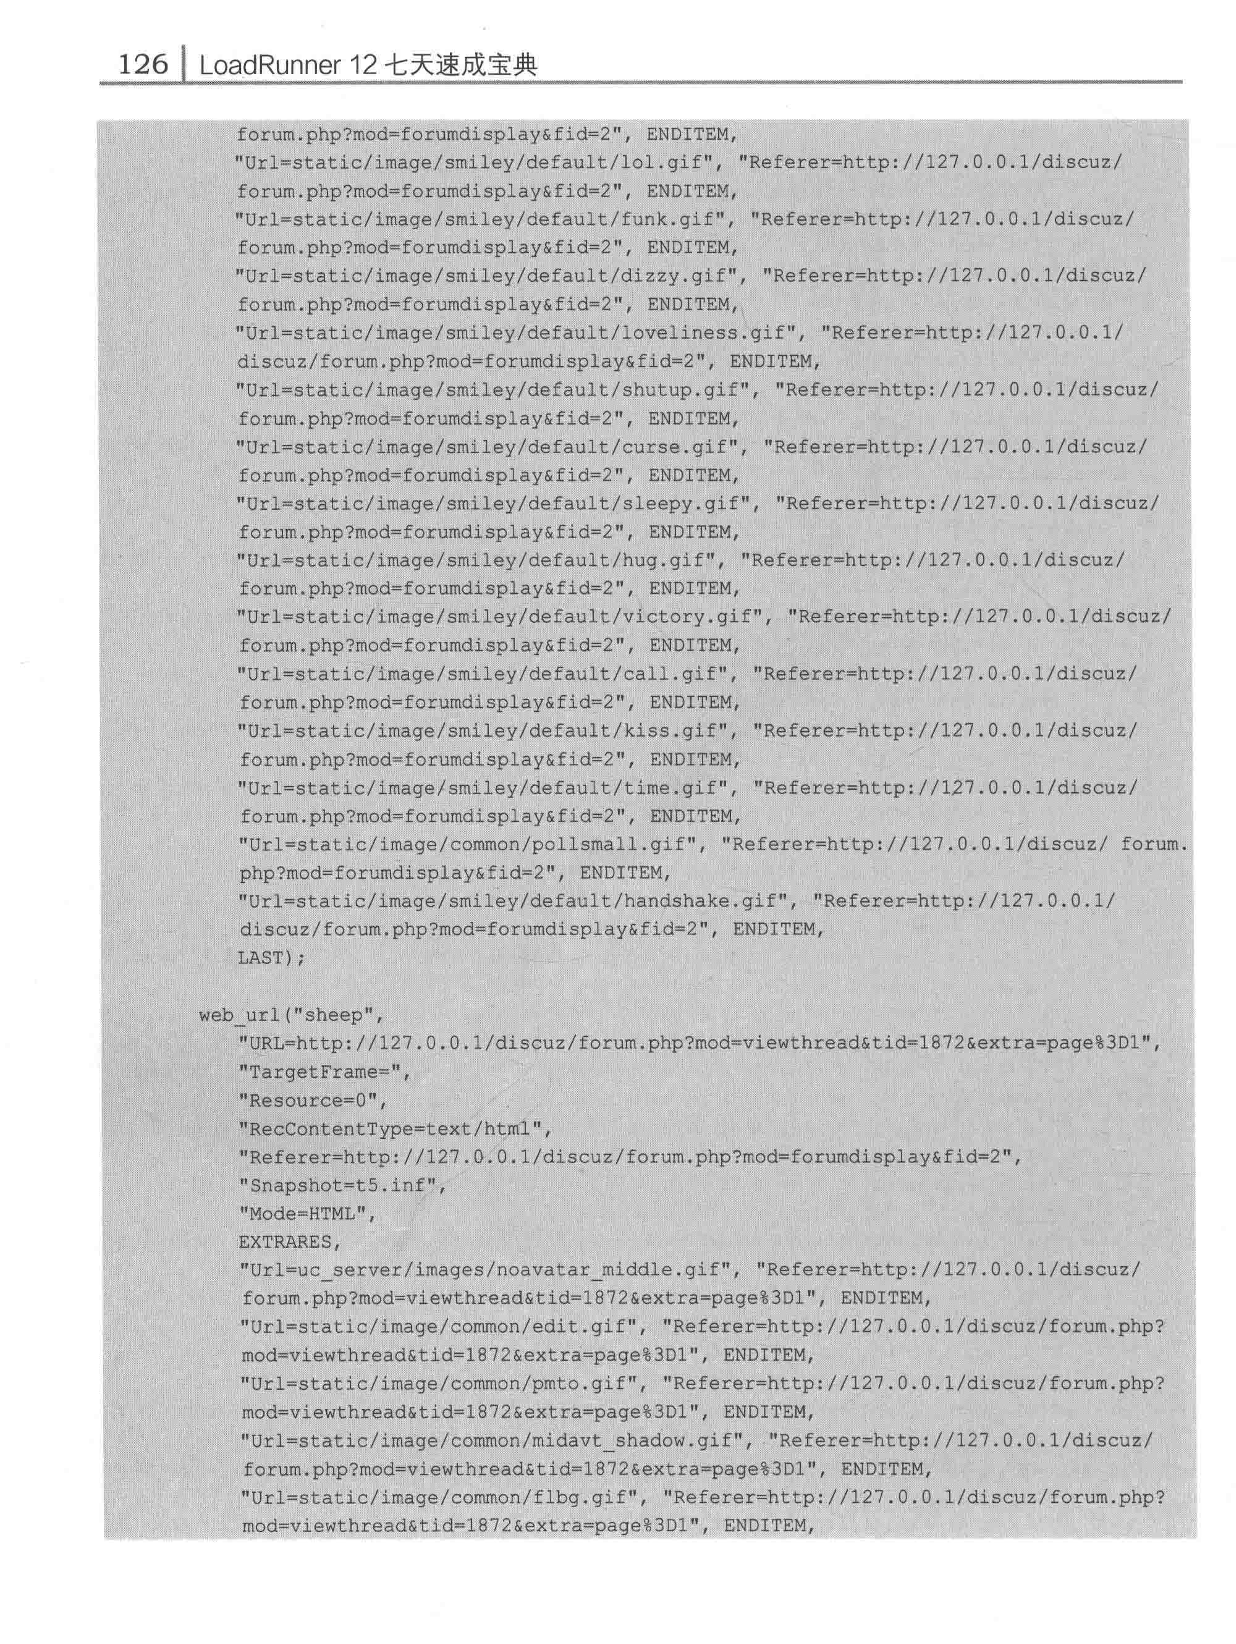 126 LoadRunner 12七天速成宝典
forum.php?mod=forumdisplay&fid=2", ENDITEM,
"Url=static/image/smiley/default/lol.gif", "Referer=http://127.0.0.1/discuz/
forum.php?mod=forumdisplay&fid=2", ENDITEM,
"Url=static/image/smiley/default/funk.gif", "Referer=http://127.0.0.1/discuz/
forum.php?mod=forumdisplay&fid=2", ENDITEM,
"Url=static/image/smiley/default/dizzy.gif", "Referer=http://127.0.0.1/discuz/
forum.php?mod=forumdisplay&fid=2", ENDITEM,
"Url=static/image/smiley/default/loveliness.gif", "Referer=http://127.0.0.1/
discuz/forum.php?mod=forumdisplay&fid=2", ENDITEM,
"Url=static/image/smiley/default/shutup.gif", "Referer=http://127.0.0.1/discuz/
forum.php?mod=forumdisplay&fid=2", ENDITEM,
"Url=static/image/smiley/default/curse.gif", "Referer=http://127.0.0.1/discuz/
forum.php?mod=forumdisplay&fid=2", ENDITEM,
"Url=static/image/smiley/default/sleepy.gif", "Referer=http://127.0.0.1/discuz/
forum.php?mod=forumdisplay&fid=2", ENDITEM,
"Url=static/image/smiley/default/hug.gif", "Referer=http://127.0.0.1/discuz/
forum.php?mod=forumdisplay&fid=2", ENDITEM,
"Url=static/image/smiley/default/victory.gif", "Referer=http://127.0.0.1/discuz/
forum.php?mod=forumdisplay&fid=2", ENDITEM,
"Url=static/image/smiley/default/call.gif", "Referer=http://127.0.0.1/discuz/
forum.php?mod=forumdisplay&fid=2", ENDITEM,
"Url=static/image/smiley/default/kiss.gif", "Referer=http://127.0.0.1/discuz/
forum.php?mod=forumdisplay&fid=2", ENDITEM,
"Url=static/image/smiley/default/time.gif", "Referer=http://127.0.0.1/discuz/
forum.php?mod=forumdisplay&fid=2", ENDITEM,
"Url=static/image/common/pollsmall.gif", "Referer=http://127.0.0.1/discuz/ forum.
php?mod=forumdisplay&fid=2", ENDITEM,
"Url=static/image/smiley/default/handshake.gif", "Referer=http://127.0.0.1/
discuz/forum.php?mod=forumdisplay&fid=2", ENDITEM,
LAST);
web_url("sheep",
"URL=http://127.0.0.1/discuz/forum.php?mod=viewthread&tid=1872&extra=page%3D1",
"TargetFrame=",
"Resource=0",
"RecContentType=text/html",
"Referer=http://127.0.0.1/discuz/forum.php?mod=forumdisplay&fid=2",
"Snapshot=t5.inf",
"Mode=HTML",
EXTRARES,
"Url=uc_server/images/noavatar_middle.gif", "Referer=http://127.0.0.1/discuz/
forum.php?mod=viewthread&tid=1872&extra=page%3D1", ENDITEM,
"Url=static/image/common/edit.gif", "Referer=http://127.0.0.1/discuz/forum.php?
mod=viewthread&tid=1872&extra=page%3D1", ENDITEM,
"Url=static/image/common/pmto.gif", "Referer=http://127.0.0.1/discuz/forum.php?
mod=viewthread&tid=1872&extra=page%3D1", ENDITEM,
"Url=static/image/common/midavt_shadow.gif", "Referer=http://127.0.0.1/discuz/
forum.php?mod=viewthread&tid=1872&extra=page%3D1", ENDITEM,
"Url=static/image/common/flbg.gif", "Referer=http://127.0.0.1/discuz/forum.php?
mod=viewthread&tid=1872&extra=page%3D1", ENDITEM,